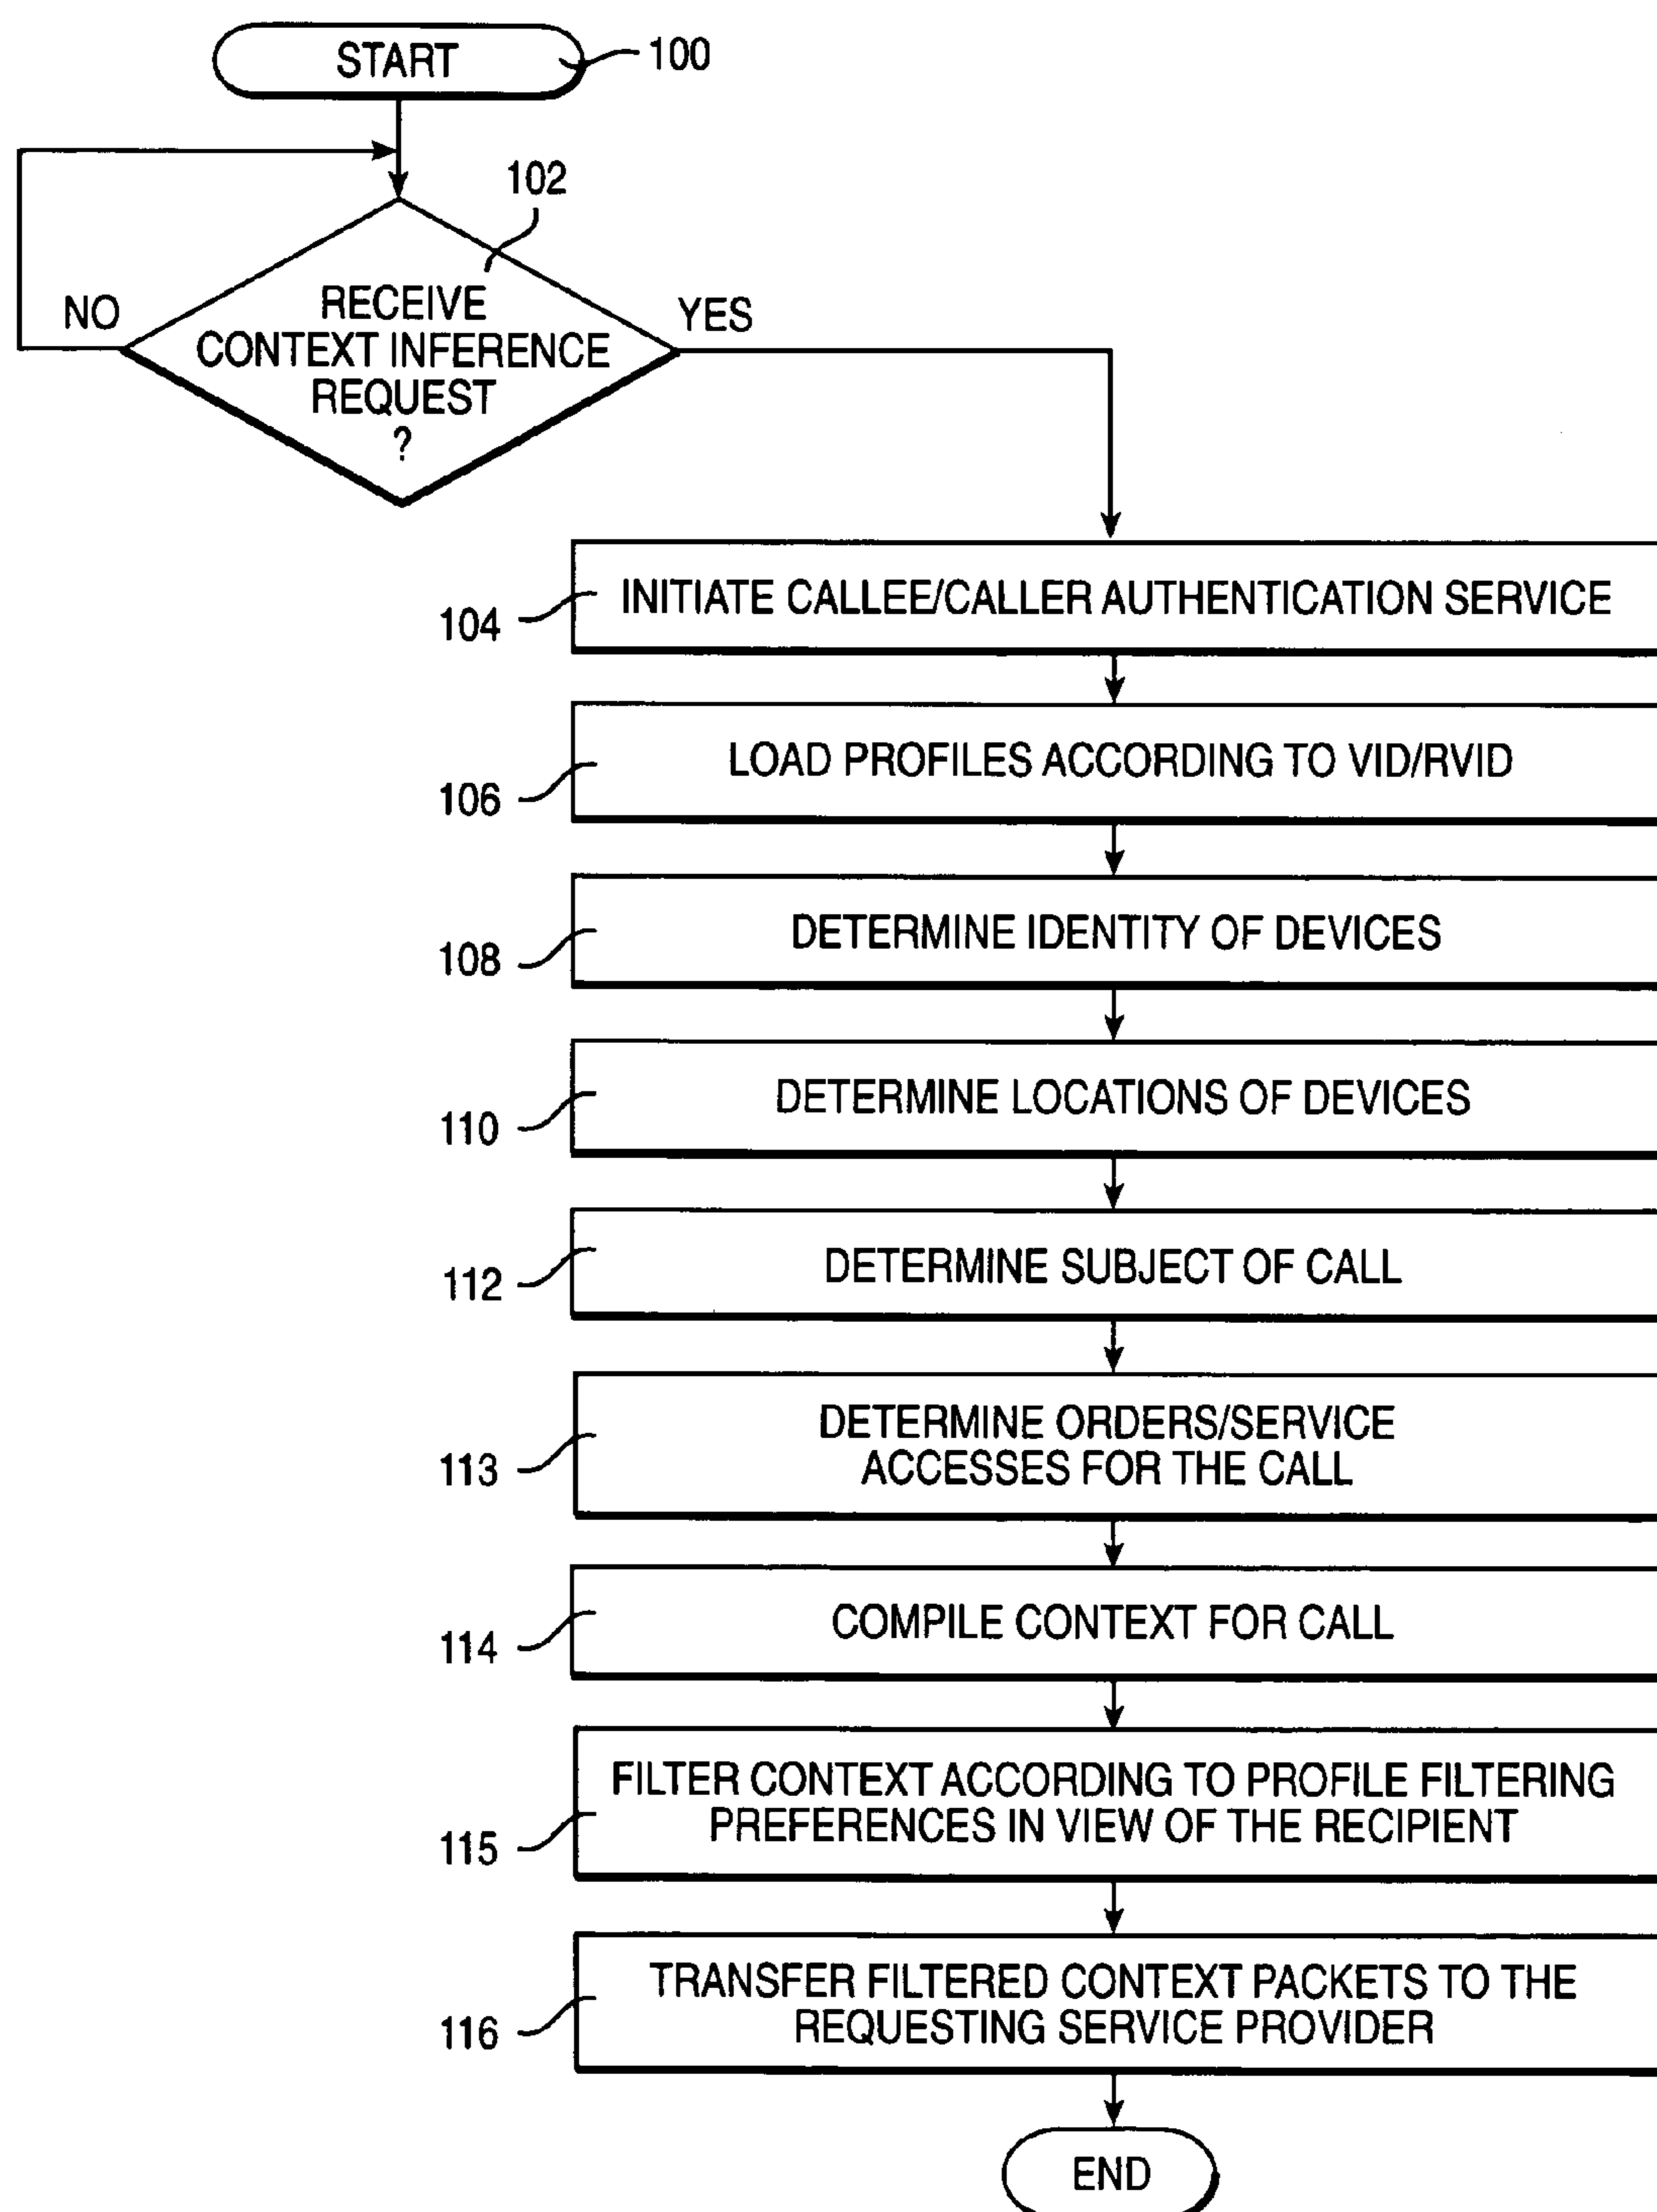 START
100
102
NO
YES
RECEIVE
CONTEXT INFERENCE
REQUEST
?
INITIATE CALLEE/CALLER AUTHENTICATION SERVICE
104
LOAD PROFILES ACCORDING TO VID/RVID
106
DETERMINE IDENTITY OF DEVICES
108
DETERMINE LOCATIONS OF DEVICES
110
DETERMINE SUBJECT OF CALL
112
DETERMINE ORDERS/SERVICE
ACCESSES FOR THE CALL
113
COMPILE CONTEXT FOR CALL
114
FILTER CONTEXT ACCORDING TO PROFILE FILTERING
PREFERENCES IN VIEW OF THE RECIPIENT
115
TRANSFER FILTERED CONTEXT PACKETS TO THE
REQUESTING SERVICE PROVIDER
116
END